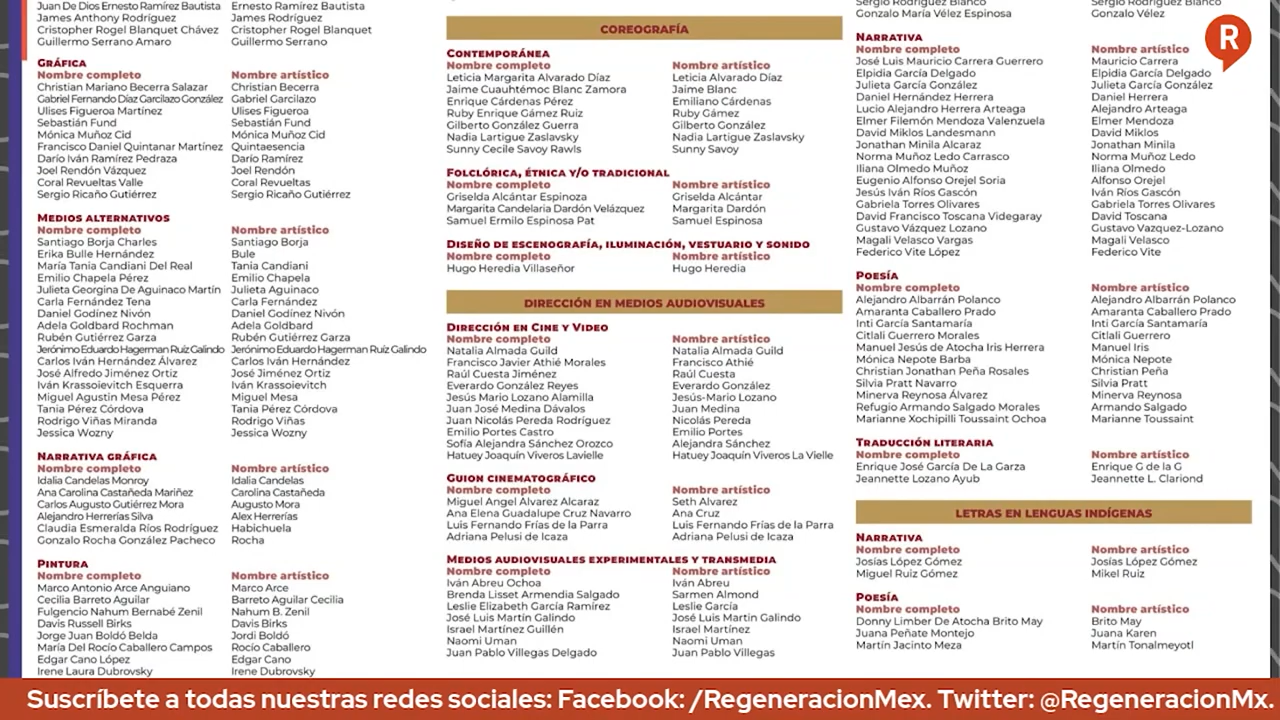 Juan De Dios Ernesto Ramírez Bautista Ernesto Ramírez Bautista
James Anthony Rodríguez James Rodríguez
Cristopher Rogel Blanquet Chávez Cristopher Rogel Blanquet
Guillermo Serrano Amaro Guillermo Serrano
GRÁFICA
Nombre completo Nombre artístico
Christian Mariano Becerra Salazar Christian Becerra
Gabriel Fernando Díaz Garcilazo González Gabriel Garcilazo
Ulises Figueroa Martínez Ulises Figueroa
Sebastián Fund Sebastián Fund
Mónica Muñoz Cid Mónica Muñoz Cid
Francisco Daniel Quintanar Martínez Quintaesencia
Darío Iván Ramírez Pedraza Darío Ramírez
Joel Rendón Vázquez Joel Rendón
Coral Revueltas Valle Coral Revueltas
Sergio Ricaño Gutiérrez Sergio Ricaño Gutiérrez
MEDIOS ALTERNATIVOS
Nombre completo Nombre artístico
Santiago Borja Charles Santiago Borja
Erika Bulle Hernández Bule
María Tania Candiani Del Real Tania Candiani
Emilio Chapela Pérez Emilio Chapela
Julieta Georgina De Aguinaco Martín Julieta Aguinaco
Carla Fernández Tena Carla Fernández
Daniel Godínez Nivón Daniel Godínez Nivón
Adela Goldbard Rochman Adela Goldbard
Rubén Gutiérrez Garza Rubén Gutiérrez Garza
Jerónimo Eduardo Hagerman Ruíz Galindo Jerónimo Eduardo Hagerman Ruíz Galindo
Carlos Iván Hernández Álvarez Carlos Iván Hernández
José Alfredo Jiménez Ortiz José Jiménez Ortiz
Iván Krassoievitch Esquerra Iván Krassoievitch
Miguel Agustin Mesa Pérez Miguel Mesa
Tania Pérez Córdova Tania Pérez Córdova
Rodrigo Viñas Miranda Rodrigo Viñas
Jessica Wozny Jessica Wozny
NARRATIVA GRÁFICA
Nombre completo Nombre artístico
Idalia Candelas Monroy Idalia Candelas
Ana Carolina Castañeda Mariñez Carolina Castañeda
Carlos Augusto Gutiérrez Mora Augusto Mora
Alejandro Herrerías Silva Alex Herrerías
Claudia Esmeralda Ríos Rodríguez Habichuela
Gonzalo Rocha González Pacheco Rocha
PINTURA
Nombre completo Nombre artístico
Marco Antonio Arce Anguiano Marco Arce
Cecilia Barreto Aguilar Barreto Aguilar Cecilia
Fulgencio Nahum Bernabé Zenil Nahum B. Zenil
Davis Russell Birks Davis Birks
Jorge Juan Boldó Belda Jordi Boldó
María Del Rocío Caballero Campos Rocío Caballero
Edgar Cano López Edgar Cano
Irene Laura Dubrovsky Irene Dubrovsky
COREOGRAFÍA
CONTEMPORÁNEA
Nombre completo Nombre artístico
Leticia Margarita Alvarado Díaz Leticia Alvarado Díaz
Jaime Cuauhtémoc Blanc Zamora Jaime Blanc
Enrique Cárdenas Pérez Emiliano Cárdenas
Ruby Enrique Gámez Ruiz Ruby Gámez
Gilberto González Guerra Gilberto González
Nadia Lartigue Zaslavsky Nadia Lartigue Zaslavsky
Sunny Cecile Savoy Rawls Sunny Savoy
FOLCLÓRICA, ÉTNICA Y/O TRADICIONAL
Nombre completo Nombre artístico
Griselda Alcántar Espinoza Griselda Alcántar
Margarita Candelaria Dardón Velázquez Margarita Dardón
Samuel Ermilo Espinosa Pat Samuel Espinosa
DISEÑO DE ESCENOGRAFÍA, ILUMINACIÓN, VESTUARIO Y SONIDO
Nombre completo Nombre artístico
Hugo Heredia Villaseñor Hugo Heredia
DIRECCIÓN EN MEDIOS AUDIOVISUALES
DIRECCIÓN EN CINE Y VIDEO
Nombre completo Nombre artístico
Natalia Almada Guild Natalia Almada Guild
Francisco Javier Athié Morales Francisco Athié
Raúl Cuesta Jiménez Raúl Cuesta
Everardo González Reyes Everardo González
Jesús Mario Lozano Alamilla Jesús-Mario Lozano
Juan José Medina Dávalos Juan Medina
Juan Nicolás Pereda Rodríguez Nicolás Pereda
Emilio Portes Castro Emilio Portes
Sofía Alejandra Sánchez Orozco Alejandra Sánchez
Hatuey Joaquín Viveros Lavielle Hatuey Joaquín Viveros La Vielle
GUION CINEMATOGRÁFICO
Nombre completo Nombre artístico
Miguel Angel Álvarez Alcaraz Seth Alvarez
Ana Elena Guadalupe Cruz Navarro Ana Cruz
Luis Fernando Frías de la Parra Luis Fernando Frías de la Parra
Adriana Pelusi de Icaza Adriana Pelusi de Icaza
MEDIOS AUDIOVISUALES EXPERIMENTALES Y TRANSMEDIA
Nombre completo Nombre artístico
Iván Abreu Ochoa Iván Abreu
Brenda Lisset Armendia Salgado Sarmen Almond
Leslie Elizabeth García Ramírez Leslie García
José Luis Martín Galindo José Luis Martin Galindo
Israel Martínez Guillén Israel Martínez
Naomi Uman Naomi Uman
Juan Pablo Villegas Delgado Juan Pablo Villegas
Sergio Rodríguez Blanco Sergio Rodríguez Blanco
Gonzalo María Vélez Espinosa Gonzalo Vélez
NARRATIVA
Nombre completo Nombre artístico
José Luis Mauricio Carrera Guerrero Mauricio Carrera
Elpidia García Delgado Elpidia García Delgado
Julieta García González Julieta García González
Daniel Hernández Herrera Daniel Herrera
Lucio Alejandro Herrera Arteaga Alejandro Arteaga
Elmer Filemón Mendoza Valenzuela Elmer Mendoza
David Miklos Landesmann David Miklos
Jonathan Minila Alcaraz Jonathan Minila
Norma Muñoz Ledo Carrasco Norma Muñoz Ledo
Iliana Olmedo Muñoz Iliana Olmedo
Eugenio Alfonso Orejel Soria Alfonso Orejel
Jesús Iván Ríos Gascón Iván Ríos Gascón
Gabriela Torres Olivares Gabriela Torres Olivares
David Francisco Toscana Videgaray David Toscana
Gustavo Vázquez Lozano Gustavo Vazquez-Lozano
Magali Velasco Vargas Magali Velasco
Federico Vite López Federico Vite
POESÍA
Nombre completo Nombre artístico
Alejandro Albarrán Polanco Alejandro Albarrán Polanco
Amaranta Caballero Prado Amaranta Caballero Prado
Inti García Santamaría Inti García Santamaría
Citlali Guerrero Morales Citlali Guerrero
Manuel Jesús de Atocha Iris Herrera Manuel Iris
Mónica Nepote Barba Mónica Nepote
Christian Jonathan Peña Rosales Christian Peña
Silvia Pratt Navarro Silvia Pratt
Minerva Reynosa Álvarez Minerva Reynosa
Refugio Armando Salgado Morales Armando Salgado
Marianne Xochipilli Toussaint Ochoa Marianne Toussaint
TRADUCCIÓN LITERARIA
Nombre completo Nombre artístico
Enrique José García De La Garza Enrique G de la G
Jeannette Lozano Ayub Jeannette L. Clariond
LETRAS EN LENGUAS INDÍGENAS
NARRATIVA
Nombre completo Nombre artístico
Josías López Gómez Josías López Gómez
Miguel Ruiz Gómez Mikel Ruiz
POESÍA
Nombre completo Nombre artístico
Donny Limber De Atocha Brito May Brito May
Juana Peñate Montejo Juana Karen
Martín Jacinto Meza Martín Tonalmeyotl
R
Suscríbete a todas nuestras redes sociales: Facebook: /RegeneracionMex. Twitter: @RegeneracionMx.